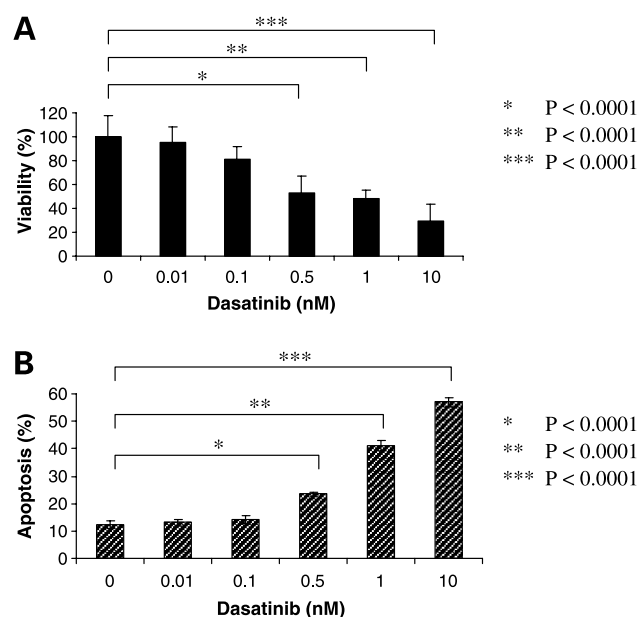 A
***
**
*
* P < 0.0001
** P < 0.0001
*** P < 0.0001
Viability (%)
120
100
80
60
40
20
0
0 0.01 0.1 0.5 1 10
Dasatinib (nM)
B
***
**
*
* P < 0.0001
** P < 0.0001
*** P < 0.0001
Apoptosis (%)
60
50
40
30
20
10
0
0 0.01 0.1 0.5 1 10
Dasatinib (nM)